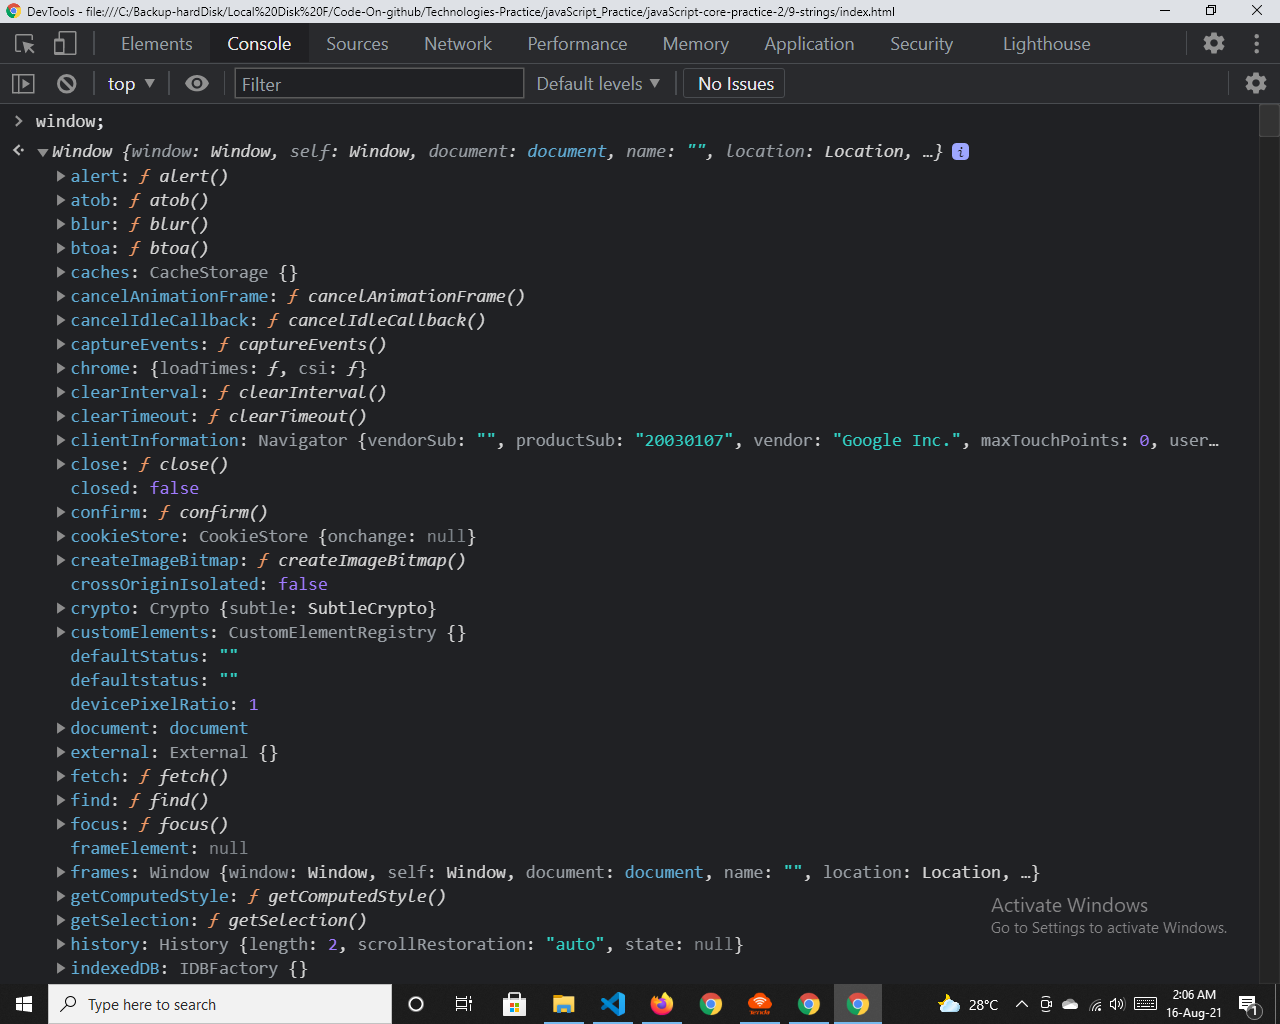 DevTools - file:///C:/Backup-hardDisk/Local%20Disk%20F/Code-On-github/Technologies-Practice/javaScript_Practice/javaScript-core-practice-2/9-strings/index.html
Elements Console Sources Network Performance Memory Application Security Lighthouse
top ▼ Filter Default levels ▼ No Issues
> window;
Window {window: Window, self: Window, document: document, name: "", location: Location, …} i
alert: ƒ alert()
atob: ƒ atob()
blur: ƒ blur()
btoa: ƒ btoa()
caches: CacheStorage {}
cancelAnimationFrame: ƒ cancelAnimationFrame()
cancelIdleCallback: ƒ cancelIdleCallback()
captureEvents: ƒ captureEvents()
chrome: {loadTimes: ƒ, csi: ƒ}
clearInterval: ƒ clearInterval()
clearTimeout: ƒ clearTimeout()
clientInformation: Navigator {vendorSub: "", productSub: "20030107", vendor: "Google Inc.", maxTouchPoints: 0, user…
close: ƒ close()
closed: false
confirm: ƒ confirm()
cookieStore: CookieStore {onchange: null}
createImageBitmap: ƒ createImageBitmap()
crossOriginIsolated: false
crypto: Crypto {subtle: SubtleCrypto}
customElements: CustomElementRegistry {}
defaultStatus: ""
defaultstatus: ""
devicePixelRatio: 1
document: document
external: External {}
fetch: ƒ fetch()
find: ƒ find()
focus: ƒ focus()
frameElement: null
frames: Window {window: Window, self: Window, document: document, name: "", location: Location, …}
getComputedStyle: ƒ getComputedStyle()
getSelection: ƒ getSelection()
history: History {length: 2, scrollRestoration: "auto", state: null}
indexedDB: IDBFactory {}
Activate Windows
Go to Settings to activate Windows.
Type here to search
28°C
2:06 AM
16-Aug-21
1